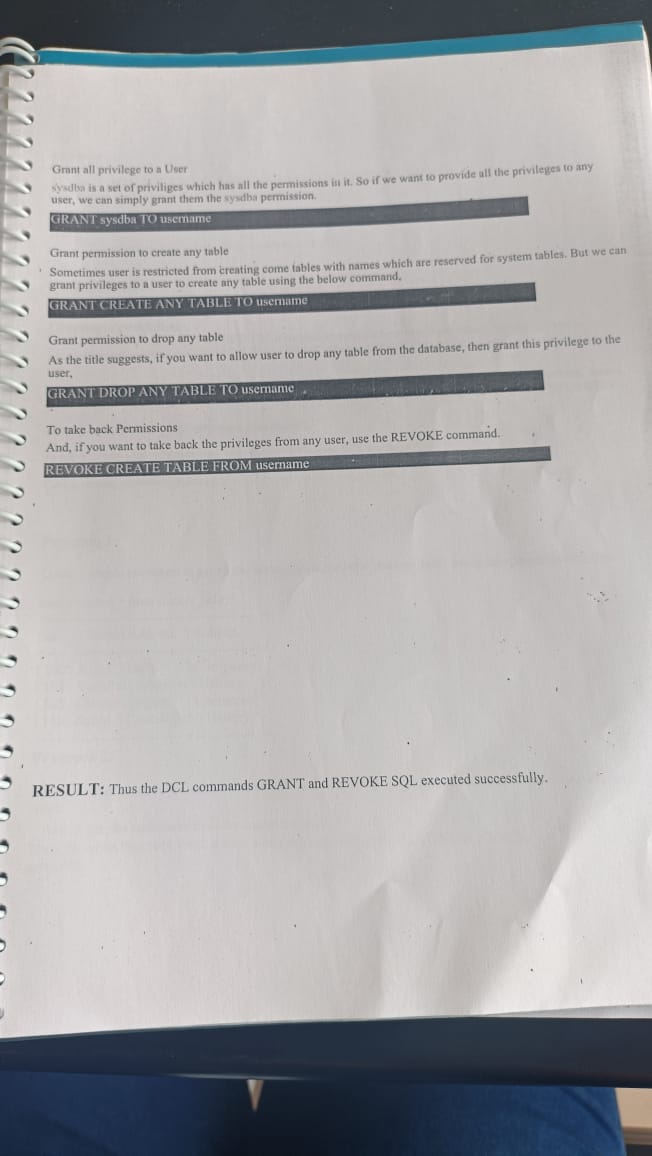 Grant all privilege to a User
sysdba is a set of priviliges which has all the permissions in it. So if we want to provide all the privileges to any
user, we can simply grant them the sysdba permission.
GRANT sysdba TO username
Grant permission to create any table
Sometimes user is restricted from creating come tables with names which are reserved for system tables. But we can
grant privileges to a user to create any table using the below command.
GRANT CREATE ANY TABLE TO username
Grant permission to drop any table
As the title suggests, if you want to allow user to drop any table from the database, then grant this privilege to the
user,
GRANT DROP ANY TABLE TO username
To take back Permissions
And, if you want to take back the privileges from any user, use the REVOKE command.
REVOKE CREATE TABLE FROM username
RESULT: Thus the DCL commands GRANT and REVOKE SQL executed successfully.